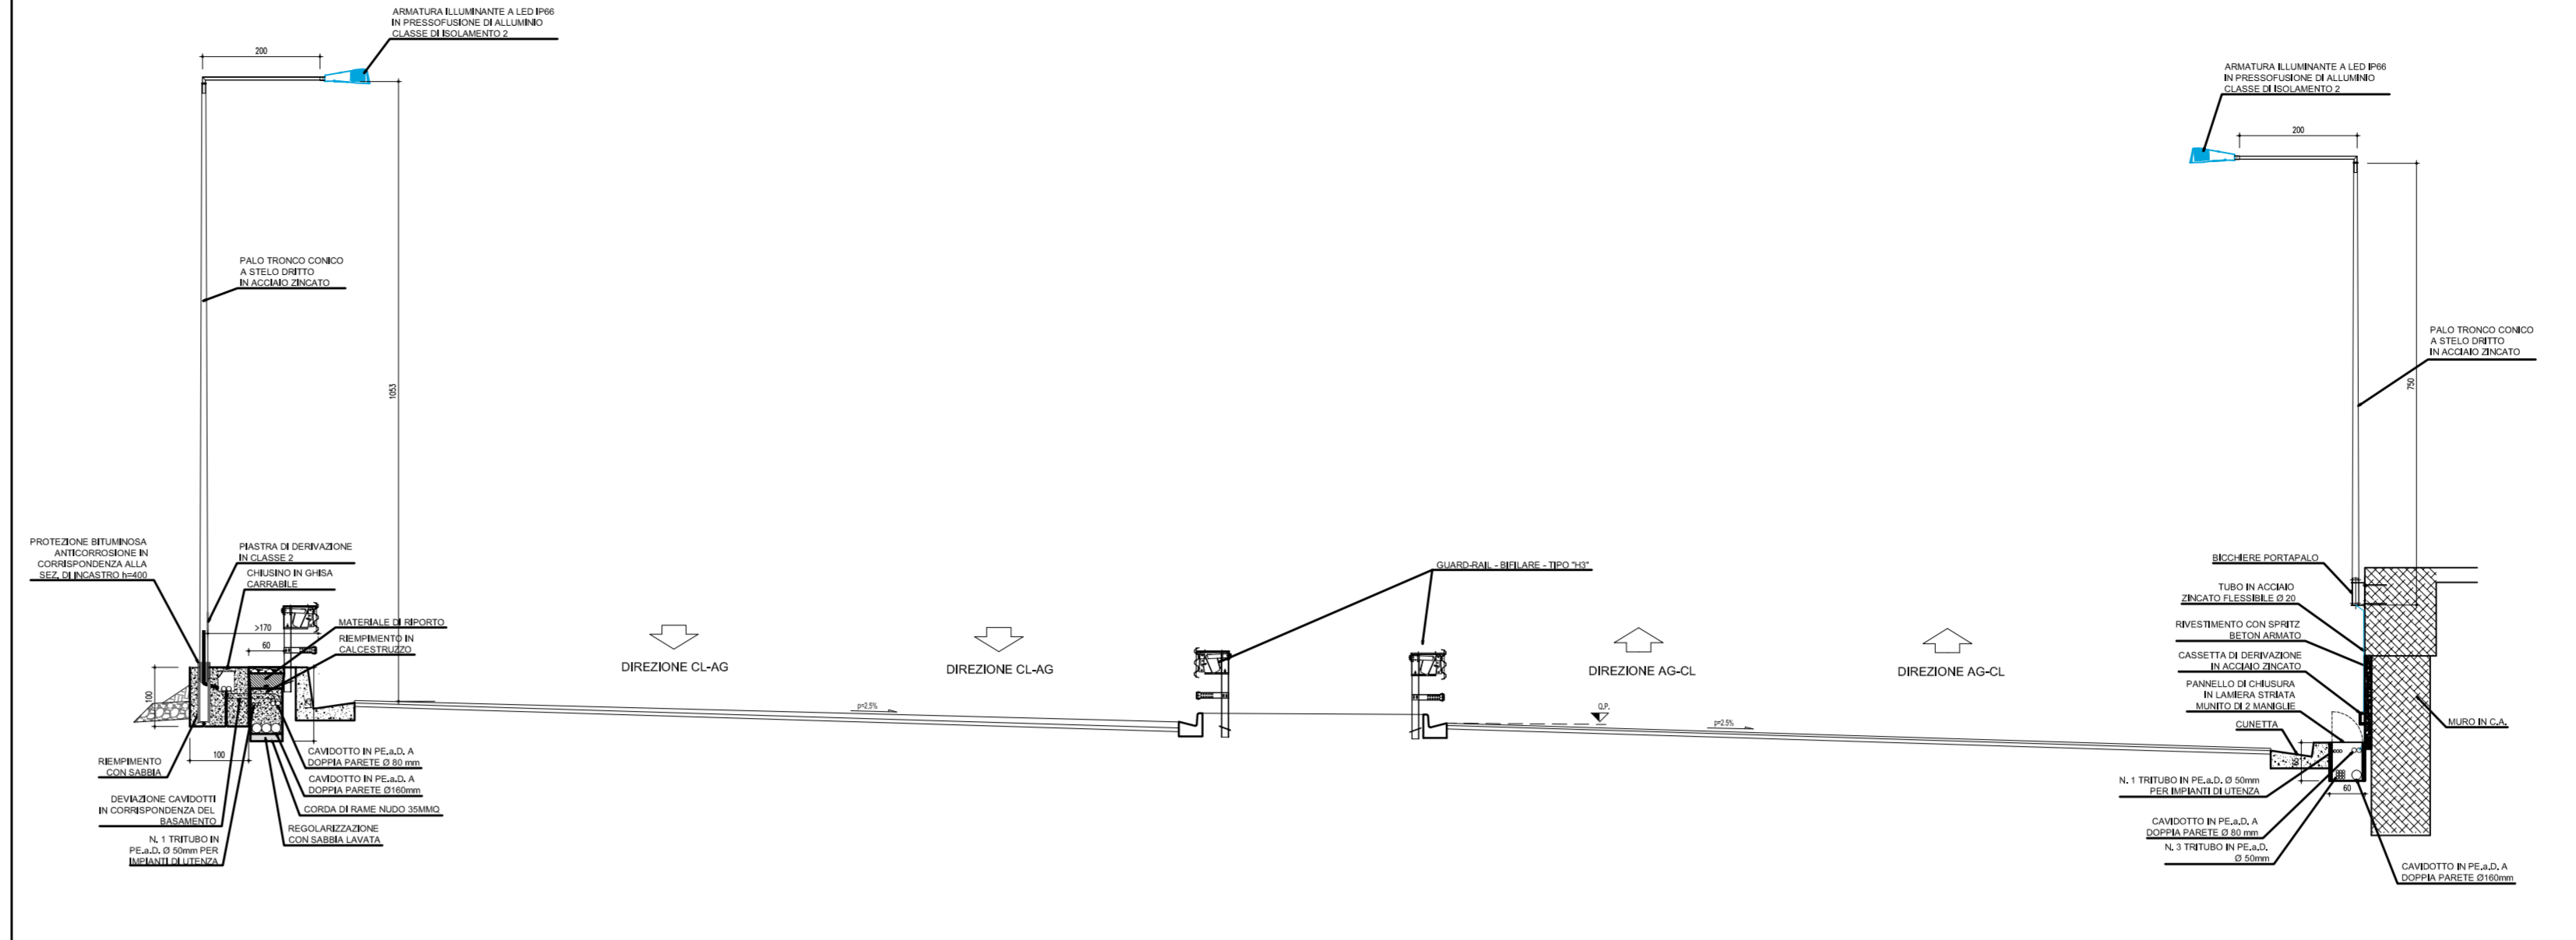 ARMATURA ILLUMINANTE A LED IP66
IN PRESSOFUSIONE DI ALLUMINIO
CLASSE DI ISOLAMENTO 2
200
1053
PALO TRONCO CONICO
A STELO DRITTO
IN ACCIAIO ZINCATO
PROTEZIONE BITUMINOSA
ANTICORROSIONE IN
CORRISPONDENZA ALLA
SEZ. DI INCASTRO h=400
PIASTRA DI DERIVAZIONE
IN CLASSE 2
CHIUSINO IN GHISA
CARRABILE
>170
60
MATERIALE DI RIPORTO
RIEMPIMENTO IN
CALCESTRUZZO
100
100
RIEMPIMENTO
CON SABBIA
DEVIAZIONE CAVIDOTTI
IN CORRISPONDENZA DEL
BASAMENTO
N. 1 TRITUBO IN
PE.a.D. Ø 50mm PER
IMPIANTI DI UTENZA
CAVIDOTTO IN PE.a.D. A
DOPPIA PARETE Ø 80 mm
CAVIDOTTO IN PE.a.D. A
DOPPIA PARETE Ø160mm
CORDA DI RAME NUDO 35MMQ
REGOLARIZZAZIONE
CON SABBIA LAVATA
DIREZIONE CL-AG
DIREZIONE CL-AG
p=2.5%
GUARD-RAIL - BIFILARE - TIPO "H3"
DIREZIONE AG-CL
DIREZIONE AG-CL
Q.P.
p=2.5%
ARMATURA ILLUMINANTE A LED IP66
IN PRESSOFUSIONE DI ALLUMINIO
CLASSE DI ISOLAMENTO 2
200
750
PALO TRONCO CONICO
A STELO DRITTO
IN ACCIAIO ZINCATO
BICCHIERE PORTAPALO
TUBO IN ACCIAIO
ZINCATO FLESSIBILE Ø 20
RIVESTIMENTO CON SPRITZ
BETON ARMATO
CASSETTA DI DERIVAZIONE
IN ACCIAIO ZINCATO
PANNELLO DI CHIUSURA
IN LAMIERA STRIATA
MUNITO DI 2 MANIGLIE
CUNETTA
MURO IN C.A.
N. 1 TRITUBO IN PE.a.D. Ø 50mm
PER IMPIANTI DI UTENZA
60
CAVIDOTTO IN PE.a.D. A
DOPPIA PARETE Ø 80 mm
N. 3 TRITUBO IN PE.a.D.
Ø 50mm
CAVIDOTTO IN PE.a.D. A
DOPPIA PARETE Ø160mm